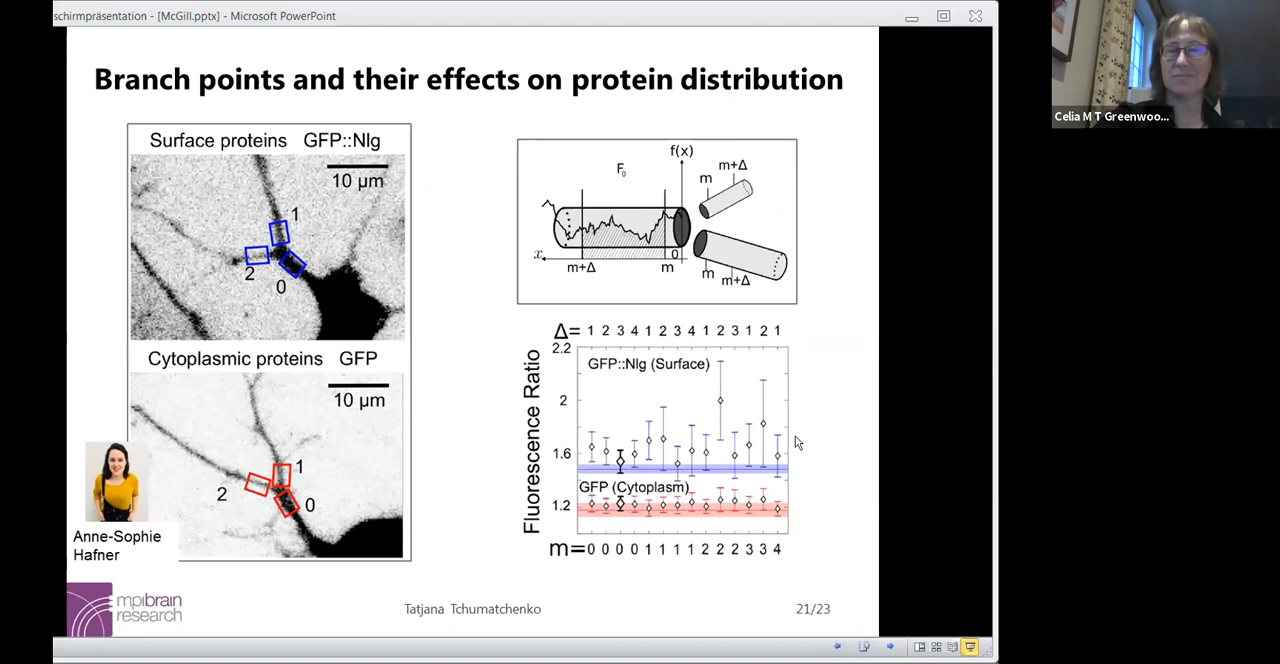 schirmpräsentation - [McGill.pptx] - Microsoft PowerPoint
Celia M T Greenwoo...
Branch points and their effects on protein distribution
Surface proteins GFP::Nlg
10 µm
1
2
0
Cytoplasmic proteins GFP
10 µm
1
2
0
Anne-Sophie
Hafner
f(x)
F₀
m+Δ
m
x
m+Δ
m
0
m
m+Δ
Δ= 1 2 3 4 1 2 3 4 1 2 3 1 2 1
2.2
GFP::Nlg (Surface)
2
1.6
GFP (Cytoplasm)
1.2
Fluorescence Ratio
m=0 0 0 0 1 1 1 1 2 2 2 3 3 4
mpibrain
research
Tatjana Tchumatchenko
21/23